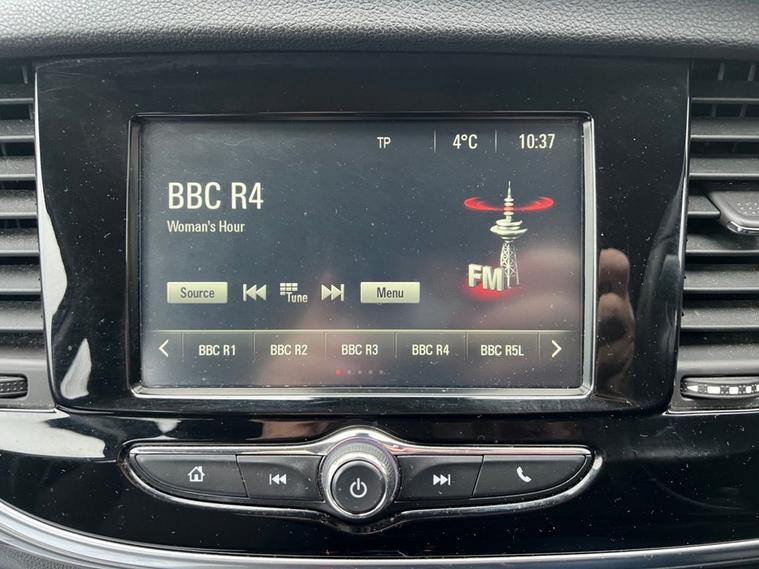 TP 4°C 10:37
BBC R4
Woman's Hour
FM
Source Tune Menu
BBC R1 BBC R2 BBC R3 BBC R4 BBC R5L